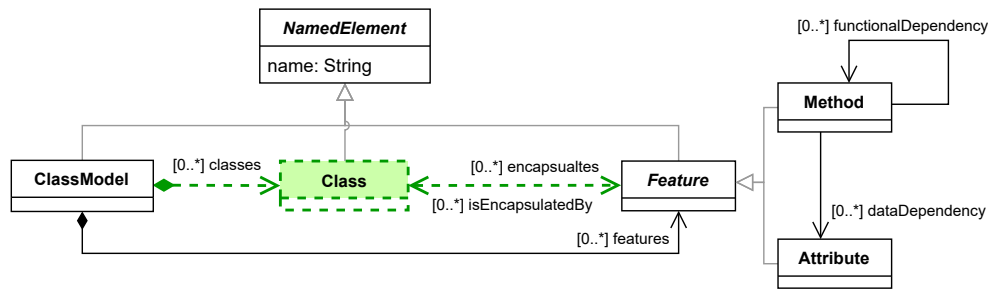 NamedElement
name: String
[0..*] functionalDependency
Method
ClassModel
[0..*] classes
Class
[0..*] encapsualtes
[0..*] isEncapsulatedBy
Feature
[0..*] features
[0..*] dataDependency
Attribute